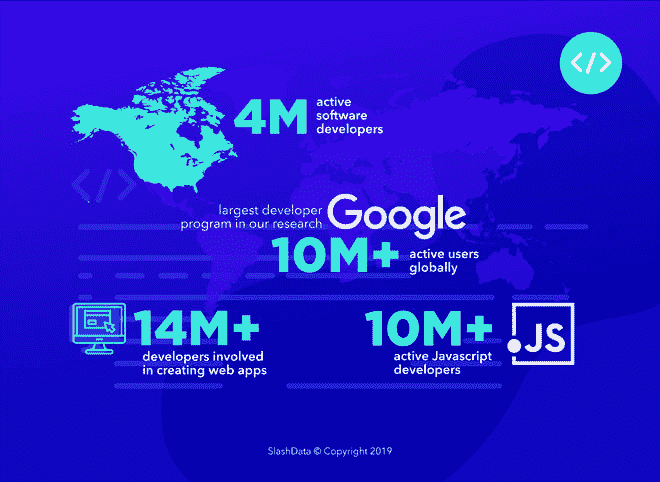 </>
4M
active
software
developers
</>
largest developer
program in our research
Google
10M+
active users
globally
14M+
developers involved
in creating web apps
10M+
active Javascript
developers
.JS
SlashData © Copyright 2019